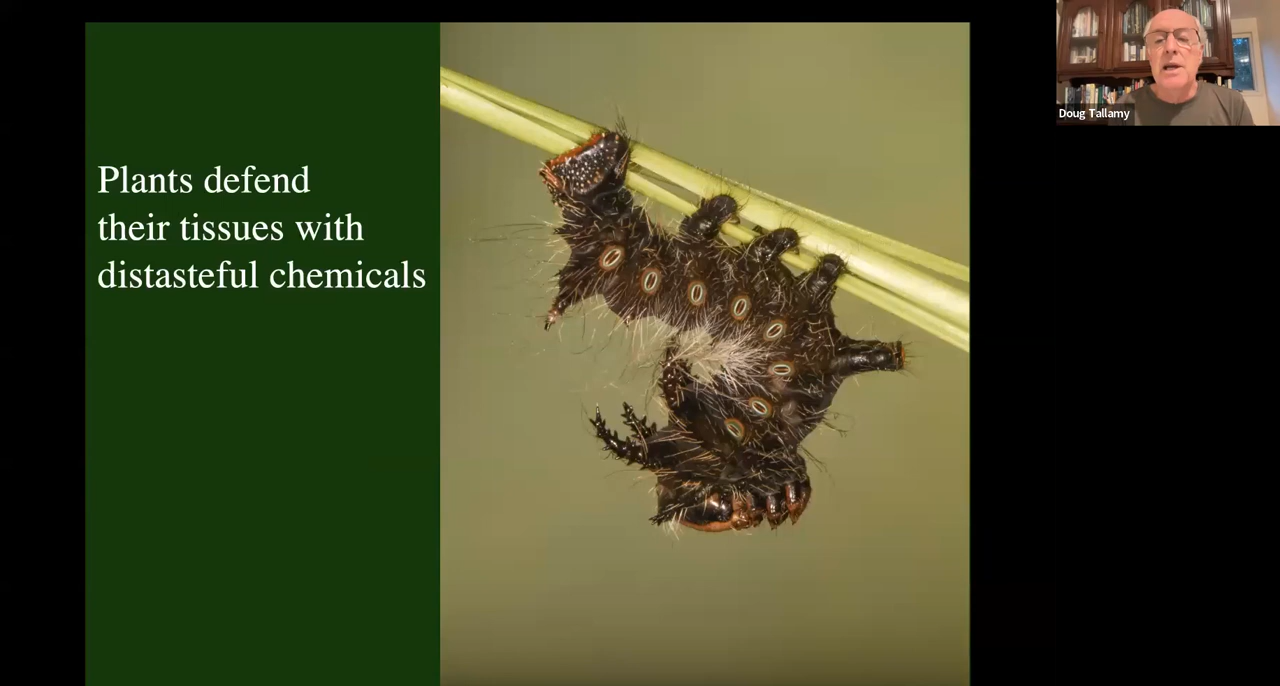 Plants defend
their tissues with
distasteful chemicals
Doug Tallamy